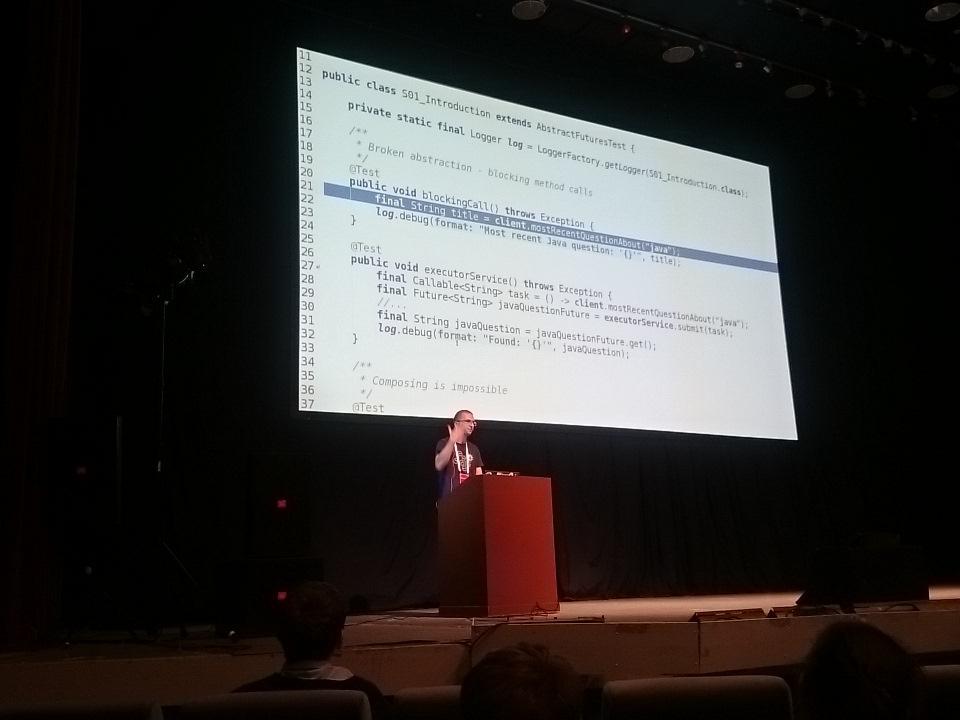 11
12
13 public class S01_Introduction extends AbstractFuturesTest {
14
15 private static final Logger log = LoggerFactory.getLogger(S01_Introduction.class);
16
17 /**
18 * Broken abstraction - blocking method calls
19 */
20 @Test
21 public void blockingCall() throws Exception {
22 final String title = client.mostRecentQuestionAbout("java");
23 log.debug(format: "Most recent Java question: '{}'", title);
24 }
25
26 @Test
27 public void executorService() throws Exception {
28 final Callable<String> task = () -> client.mostRecentQuestionAbout("java");
29 final Future<String> javaQuestionFuture = executorService.submit(task);
30 //...
31 final String javaQuestion = javaQuestionFuture.get();
32 log.debug(format: "Found: '{}'", javaQuestion);
33 }
34
35 /**
36 * Composing is impossible
37 */
@Test